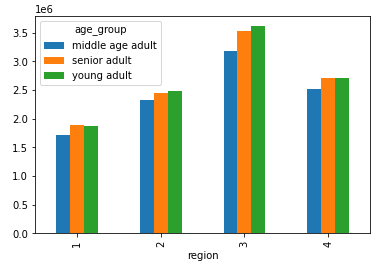 1e6
age_group
middle age adult
senior adult
young adult
3.5
3.0
2.5
2.0
1.5
1.0
0.5
0.0
1 2 3 4
region